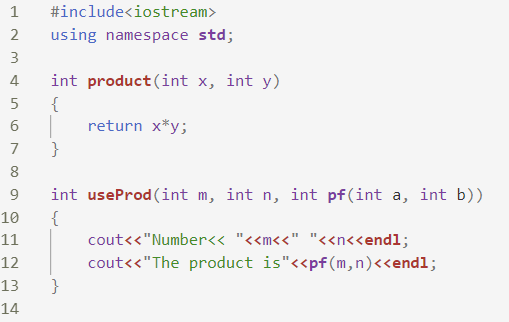 1 #include<iostream>
2 using namespace std;
3
4 int product(int x, int y)
5 {
6 return x*y;
7 }
8
9 int useProd(int m, int n, int pf(int a, int b))
10 {
11 cout<<"Number<< "<<m<<" "<<n<<endl;
12 cout<<"The product is"<<pf(m,n)<<endl;
13 }
14